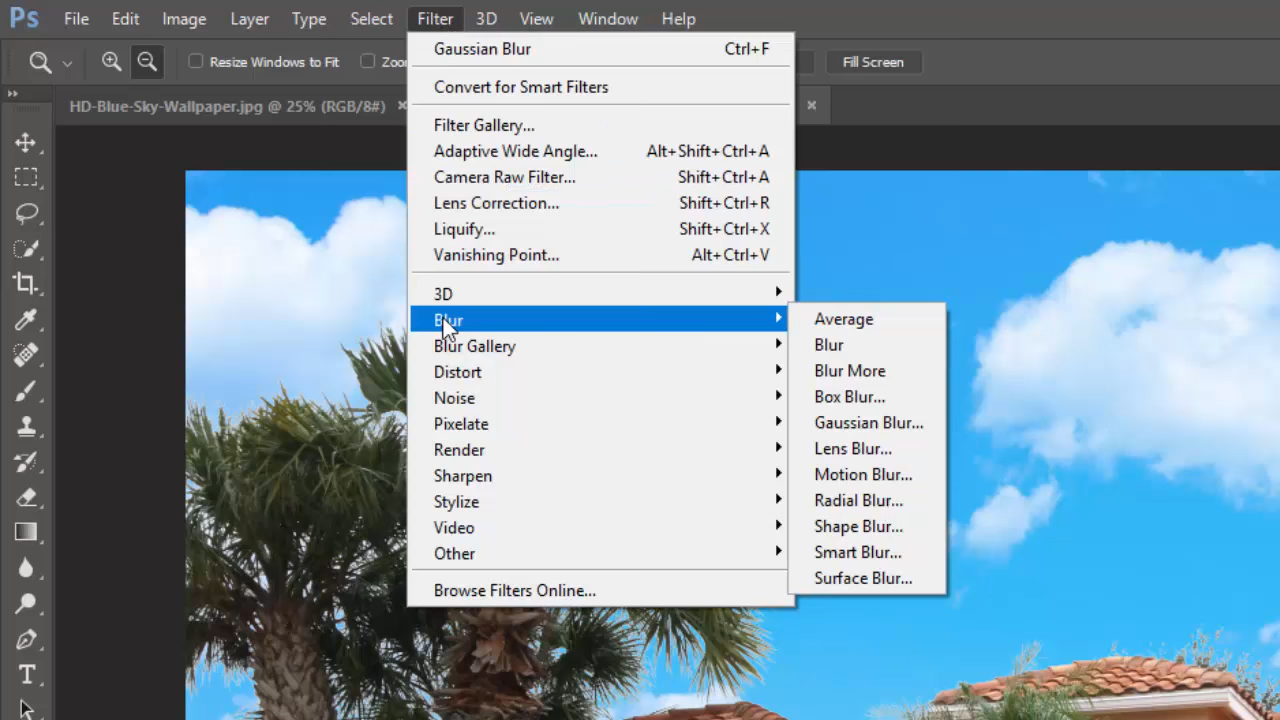 Ps File Edit Image Layer Type Select Filter 3D View Window Help
Resize Windows to Fit Fill Screen
HD-Blue-Sky-Wallpaper.jpg @ 25% (RGB/8#) ×
×
Gaussian Blur Ctrl+F
Convert for Smart Filters
Filter Gallery...
Adaptive Wide Angle... Alt+Shift+Ctrl+A
Camera Raw Filter... Shift+Ctrl+A
Lens Correction... Shift+Ctrl+R
Liquify... Shift+Ctrl+X
Vanishing Point... Alt+Ctrl+V
3D
Blur
Blur Gallery
Distort
Noise
Pixelate
Render
Sharpen
Stylize
Video
Other
Browse Filters Online...
Average
Blur
Blur More
Box Blur...
Gaussian Blur...
Lens Blur...
Motion Blur...
Radial Blur...
Shape Blur...
Smart Blur...
Surface Blur...
T